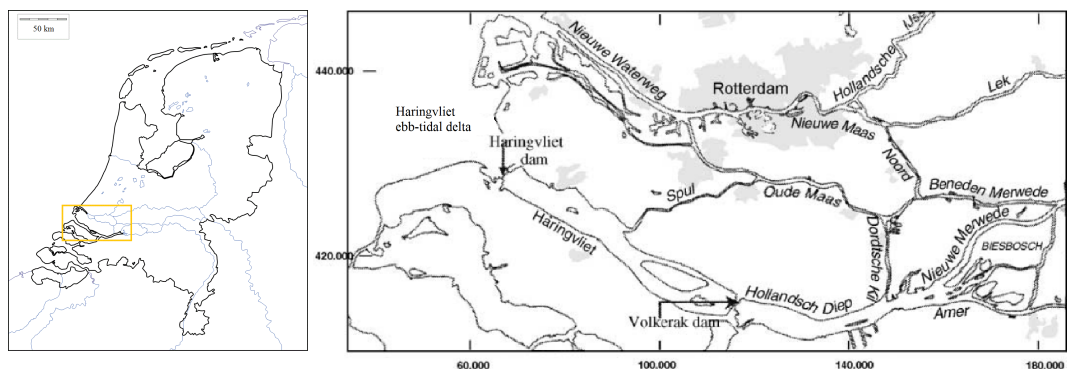 50 km
440.000
420.000
60.000
100.000
140.000
180.000
Haringvliet
ebb-tidal delta
Haringvliet
dam
Nieuwe Waterweg
Rotterdam
Hollandsche
IJss
Lek
Nieuwe Maas
Noord
Beneden Merwede
Spui
Oude Maas
Nieuwe Merwede
BIESBOSCH
Haringvliet
Dordtsche Kil
Hollandsch Diep
Amer
Volkerak dam